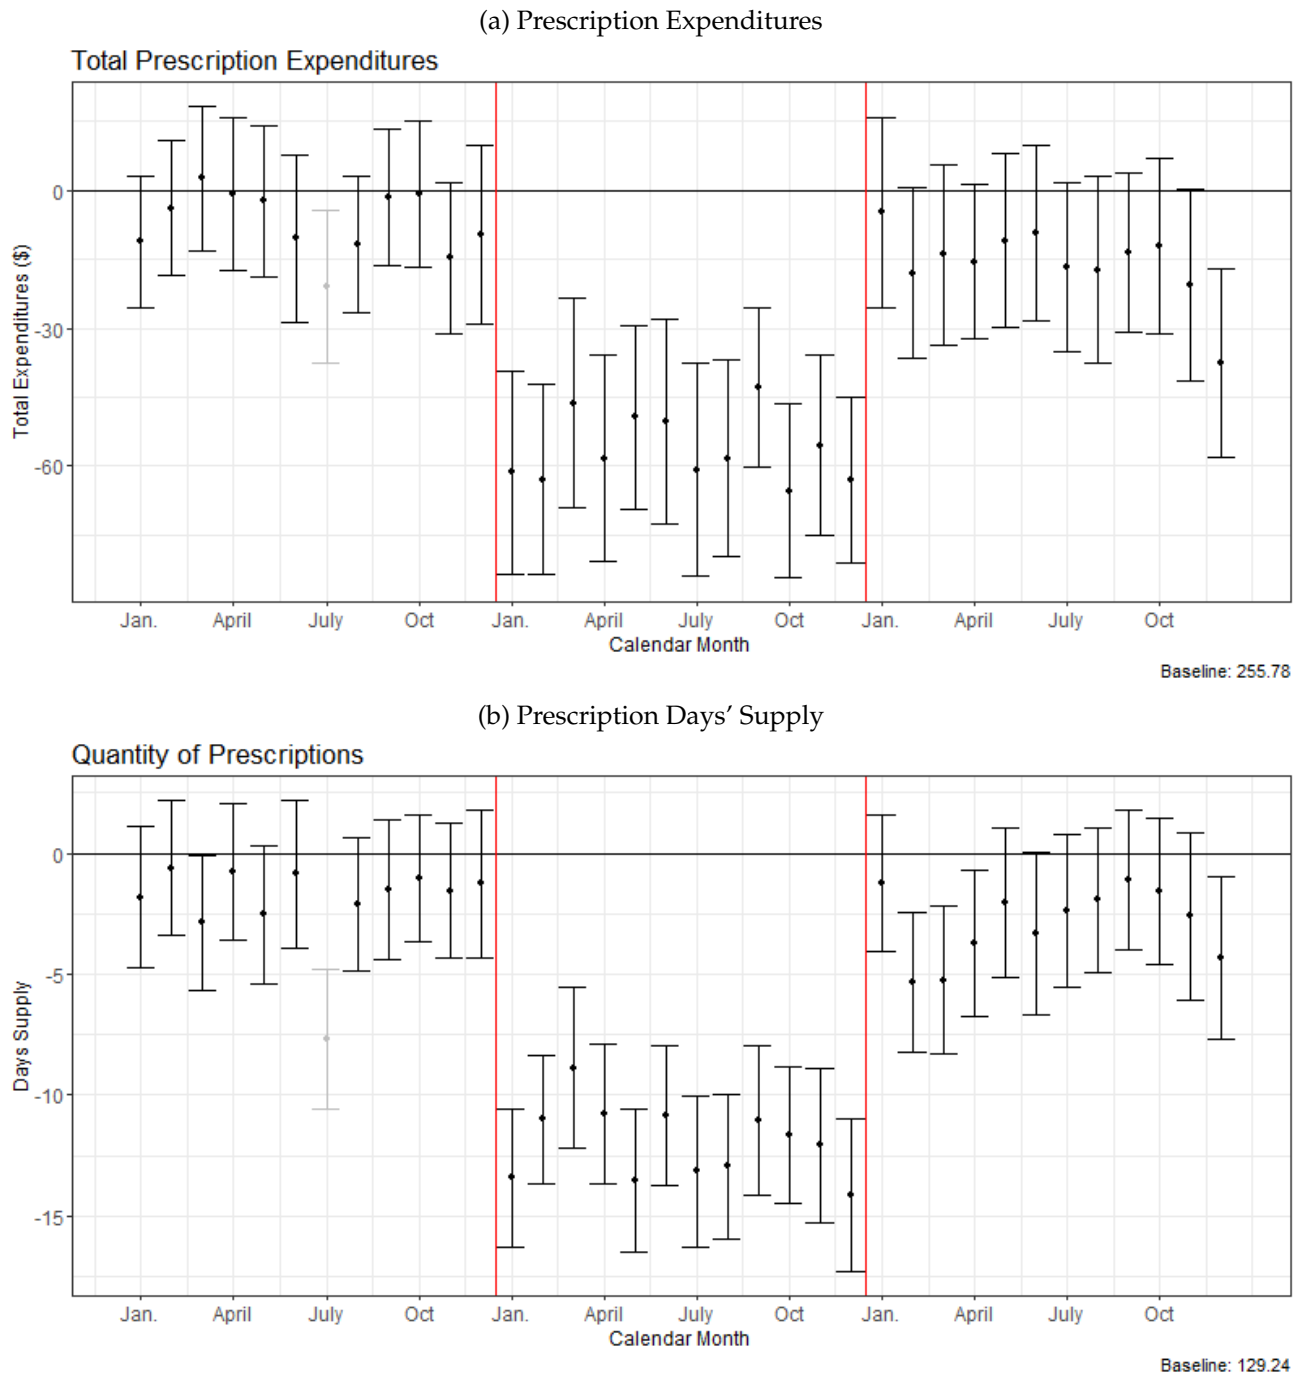 (a) Prescription Expenditures
Total Prescription Expenditures
Total Expenditures ($)
0
-30
-60
Jan. April July Oct Jan. April July Oct Jan. April July Oct
Calendar Month
Baseline: 255.78
(b) Prescription Days’ Supply
Quantity of Prescriptions
Days Supply
0
-5
-10
-15
Jan. April July Oct Jan. April July Oct Jan. April July Oct
Calendar Month
Baseline: 129.24